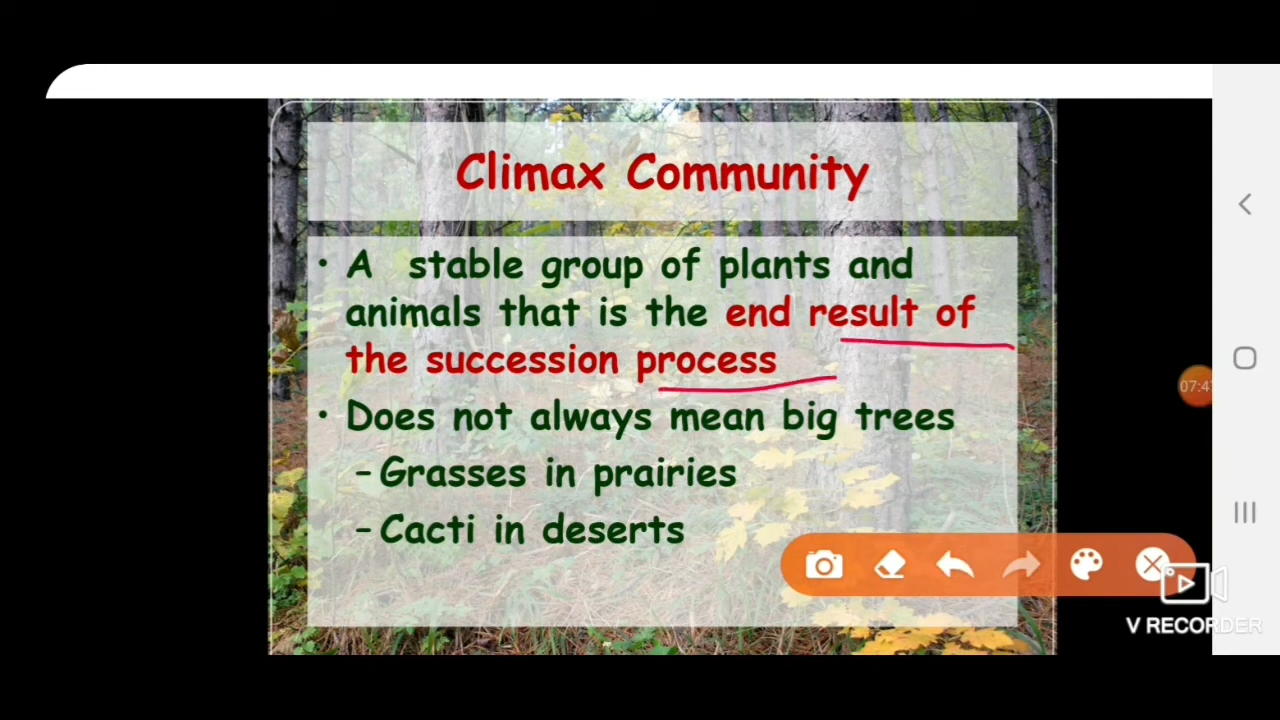 Climax Community
• A stable group of plants and
animals that is the end result of
the succession process
• Does not always mean big trees
– Grasses in prairies
– Cacti in deserts
V RECORDER